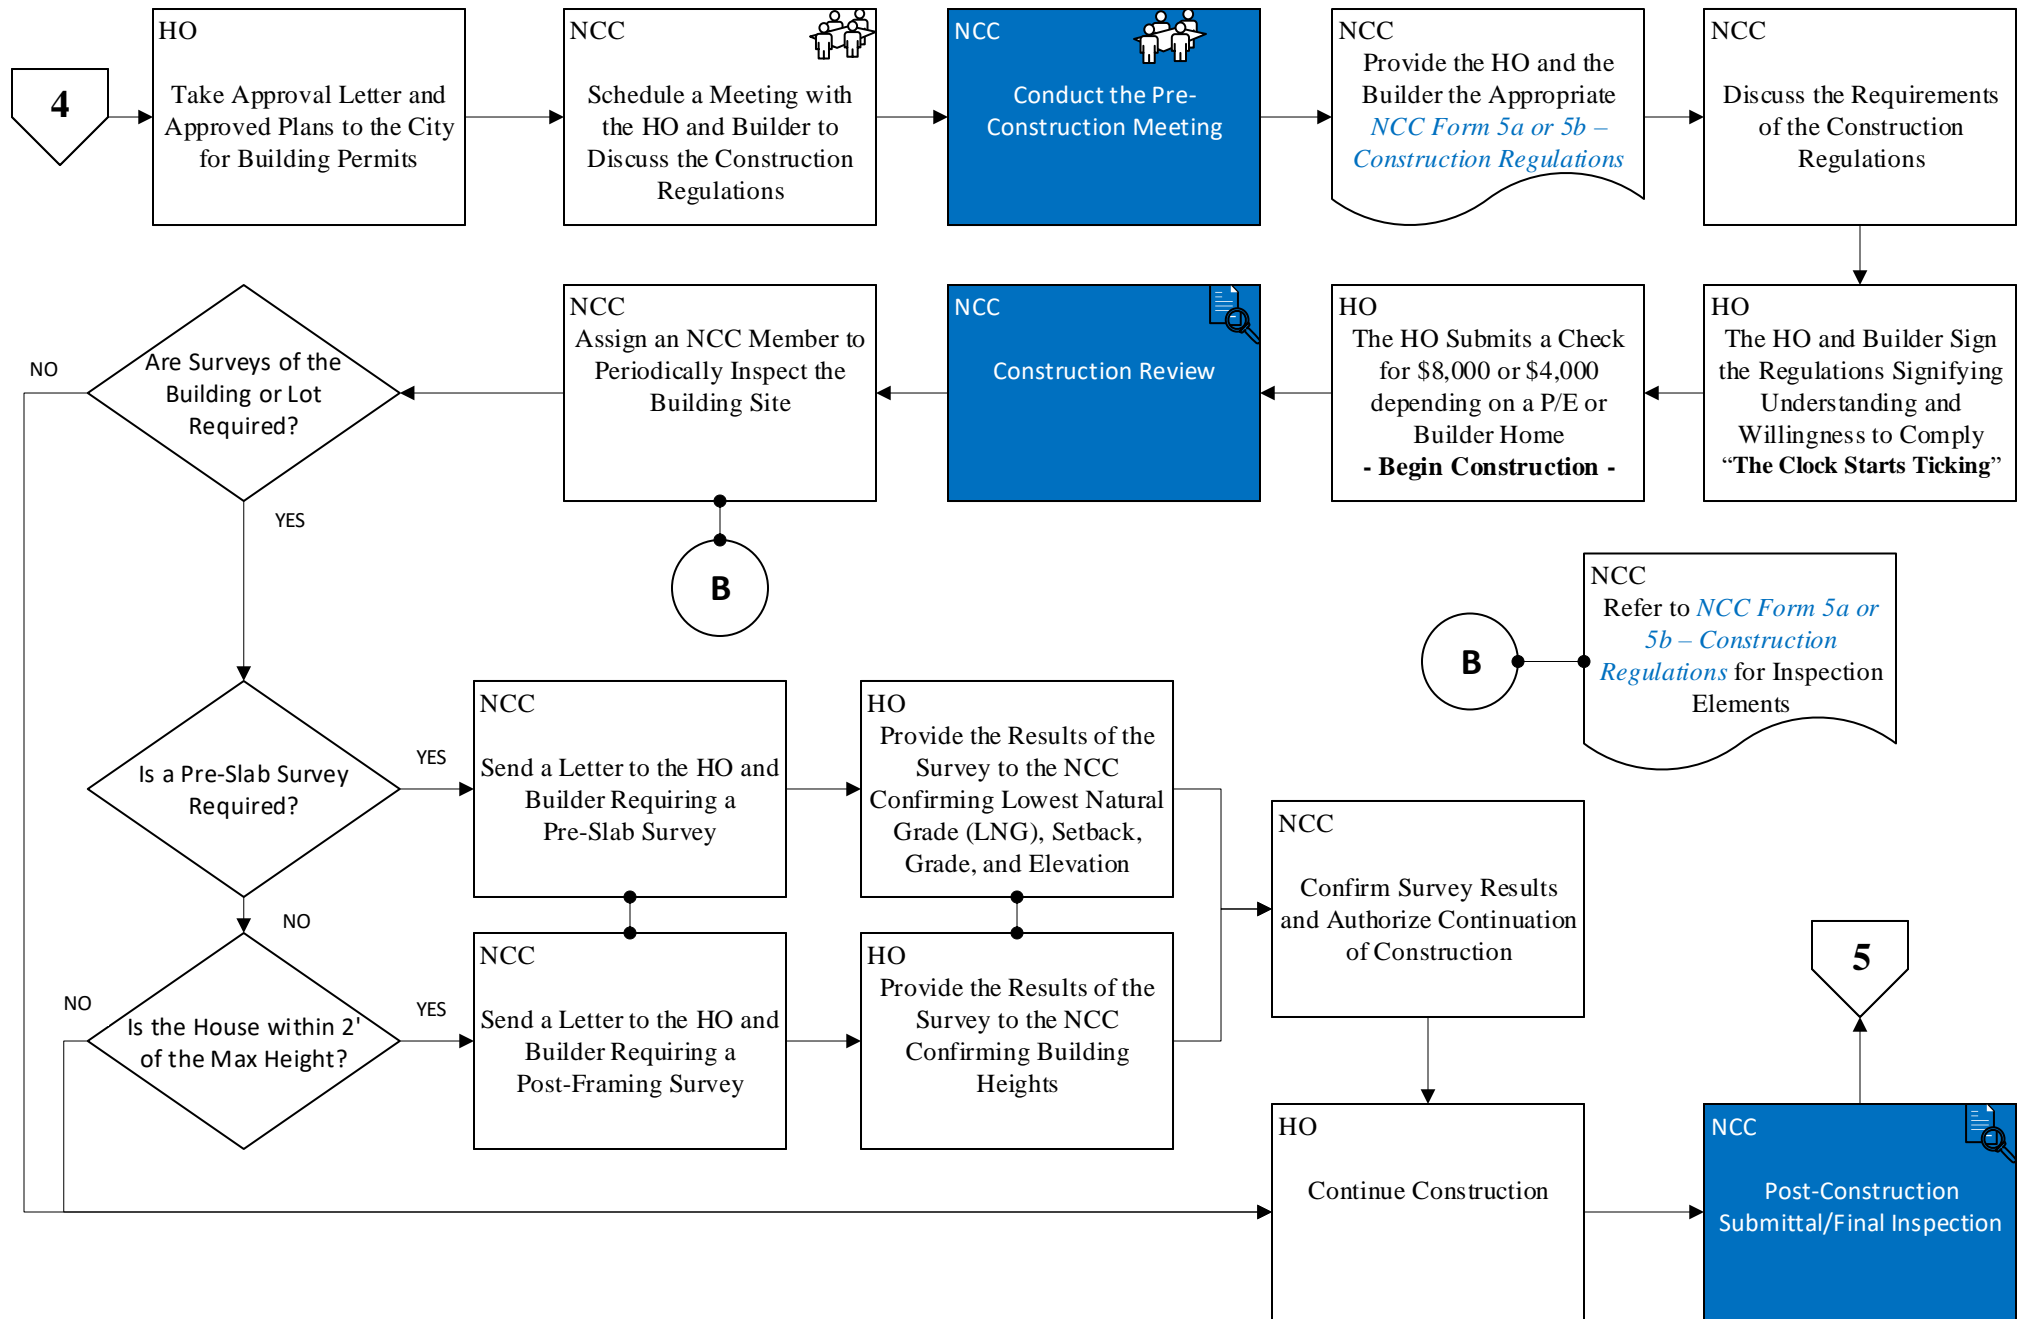 4
HO
Take Approval Letter and
Approved Plans to the City
for Building Permits
NCC
Schedule a Meeting with
the HO and Builder to
Discuss the Construction
Regulations
NCC
Conduct the Pre-
Construction Meeting
NCC
Provide the HO and the
Builder the Appropriate
NCC Form 5a or 5b –
Construction Regulations
NCC
Discuss the Requirements
of the Construction
Regulations
HO
The HO and Builder Sign
the Regulations Signifying
Understanding and
Willingness to Comply
“The Clock Starts Ticking”
HO
The HO Submits a Check
for $8,000 or $4,000
depending on a P/E or
Builder Home
- Begin Construction -
NCC
Construction Review
NCC
Assign an NCC Member to
Periodically Inspect the
Building Site
B
Are Surveys of the
Building or Lot
Required?
NO
YES
B
NCC
Refer to NCC Form 5a or
5b – Construction
Regulations for Inspection
Elements
Is a Pre-Slab Survey
Required?
YES
NO
NCC
Send a Letter to the HO and
Builder Requiring a
Pre-Slab Survey
HO
Provide the Results of the
Survey to the NCC
Confirming Lowest Natural
Grade (LNG), Setback,
Grade, and Elevation
Is the House within 2'
of the Max Height?
NO
YES
NCC
Send a Letter to the HO and
Builder Requiring a
Post-Framing Survey
HO
Provide the Results of the
Survey to the NCC
Confirming Building
Heights
NCC
Confirm Survey Results
and Authorize Continuation
of Construction
HO
Continue Construction
NCC
Post-Construction
Submittal/Final Inspection
5